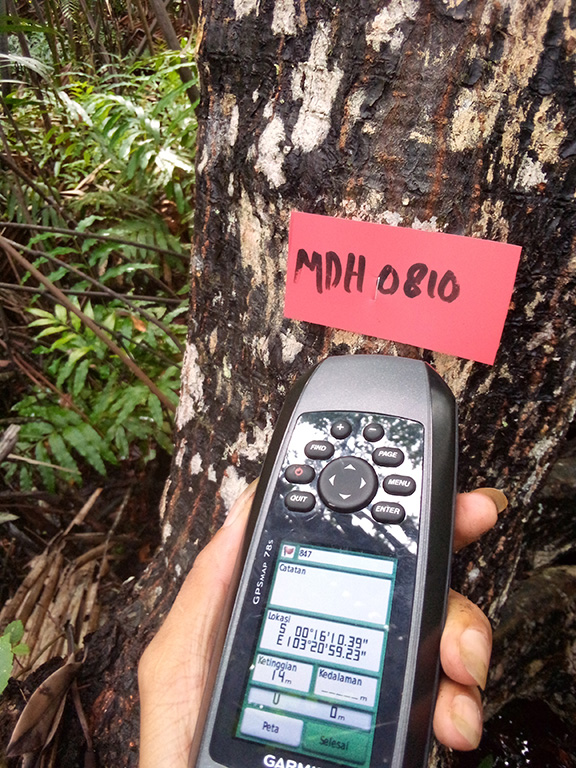 MDH 0810
FIND
PAGE
MENU
QUIT
ENTER
GPSMAP 78s
847
Catatan
Lokasi
S 00°16'10.39"
E103°20'59.23"
Ketinggian
Kedalaman
14m
_____m
0
0m
Peta
Selesai
GARMIN